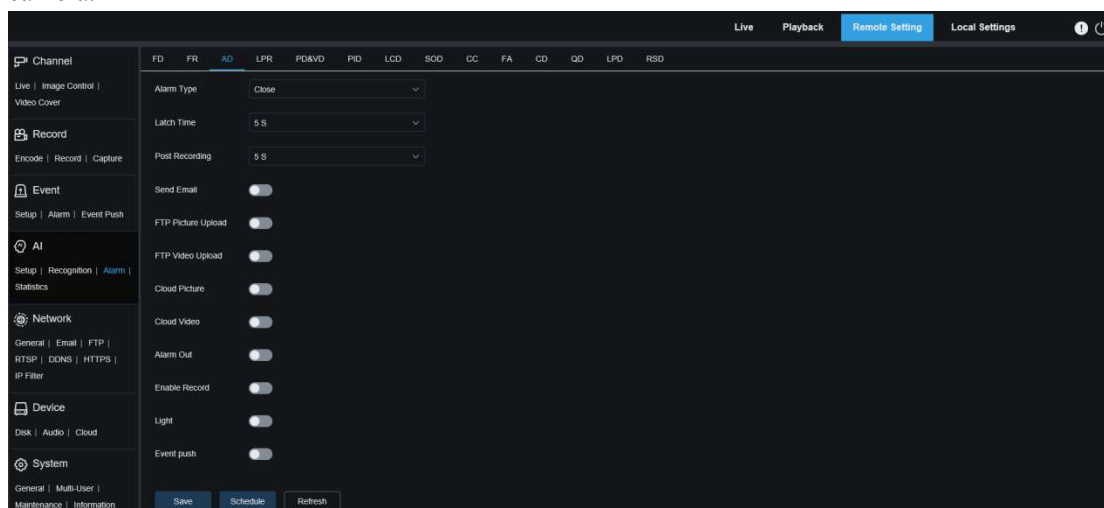 Live Playback Remote Setting Local Settings
Channel
Live | Image Control |
Video Cover
Record
Encode | Record | Capture
Event
Setup | Alarm | Event Push
AI
Setup | Recognition | Alarm |
Statistics
Network
General | Email | FTP |
RTSP | DDNS | HTTPS |
IP Filter
Device
Disk | Audio | Cloud
System
General | Multi-User |
Maintenance | Information
FD FR AD LPR PD&VD PID LCD SOD CC FA CD QD LPD RSD
Alarm Type Close
Latch Time 5 S
Post Recording 5 S
Send Email
FTP Picture Upload
FTP Video Upload
Cloud Picture
Cloud Video
Alarm Out
Enable Record
Light
Event push
Save Schedule Refresh